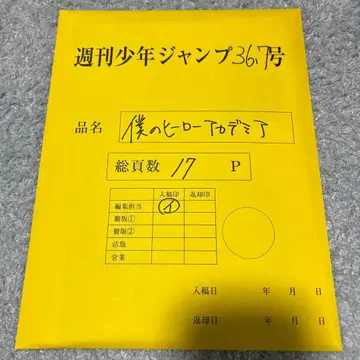 週刊少年ジャンプ36,7号
品名 僕のヒーローアカデミア
総頁数 17 P
入稿印 返却印
編集担当 イ
製版①
製版②
活版
営業
入稿日 年 月 日
返却日 年 月 日